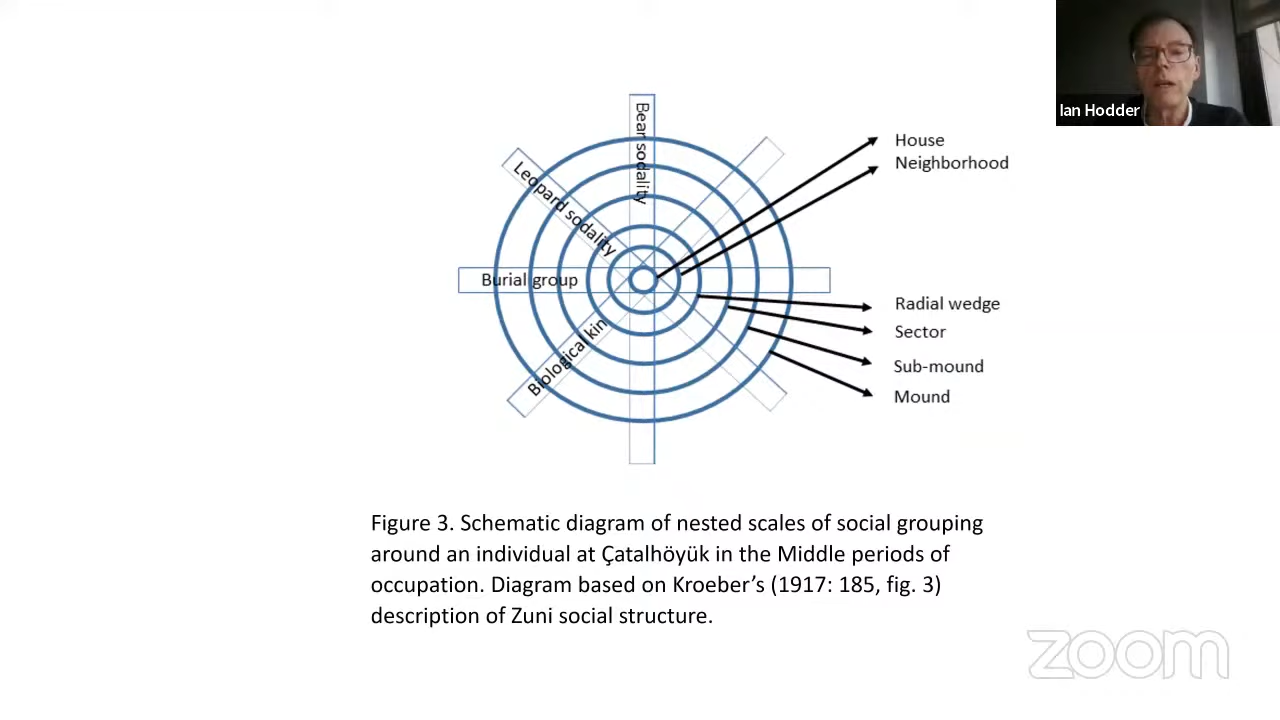 Ian Hodder
Bear sodality
Leopard sodality
Burial group
Biological kin
House
Neighborhood
Radial wedge
Sector
Sub-mound
Mound
Figure 3. Schematic diagram of nested scales of social grouping
around an individual at Çatalhöyük in the Middle periods of
occupation. Diagram based on Kroeber’s (1917: 185, fig. 3)
description of Zuni social structure.
zoom